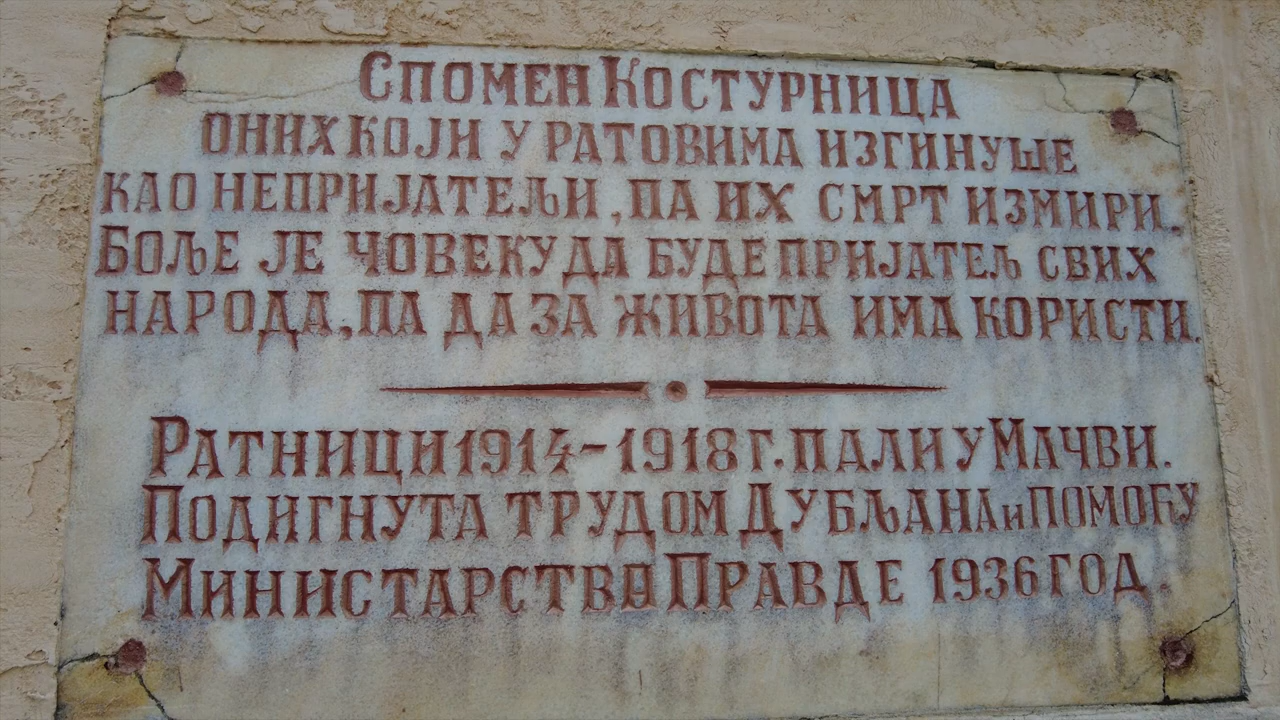 Спомен Костурница
оних који у ратовима изгинуше
као непријатељи, па их смрт измири.
Боље је човеку да буде пријатељ свих
народа, па да за живота има користи.
Ратници 1914-1918 г. пали у Мачви.
Подигнута трудом Дубљана и помоћу
Министарства Правде 1936 год.